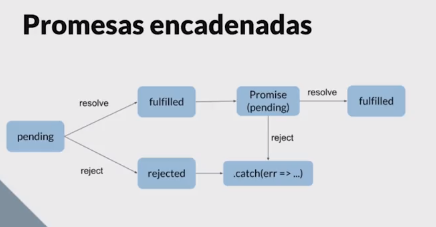 Promesas encadenadas
resolve
fulfilled
Promise
(pending)
resolve
fulfilled
pending
reject
reject
rejected
.catch(err => ...)